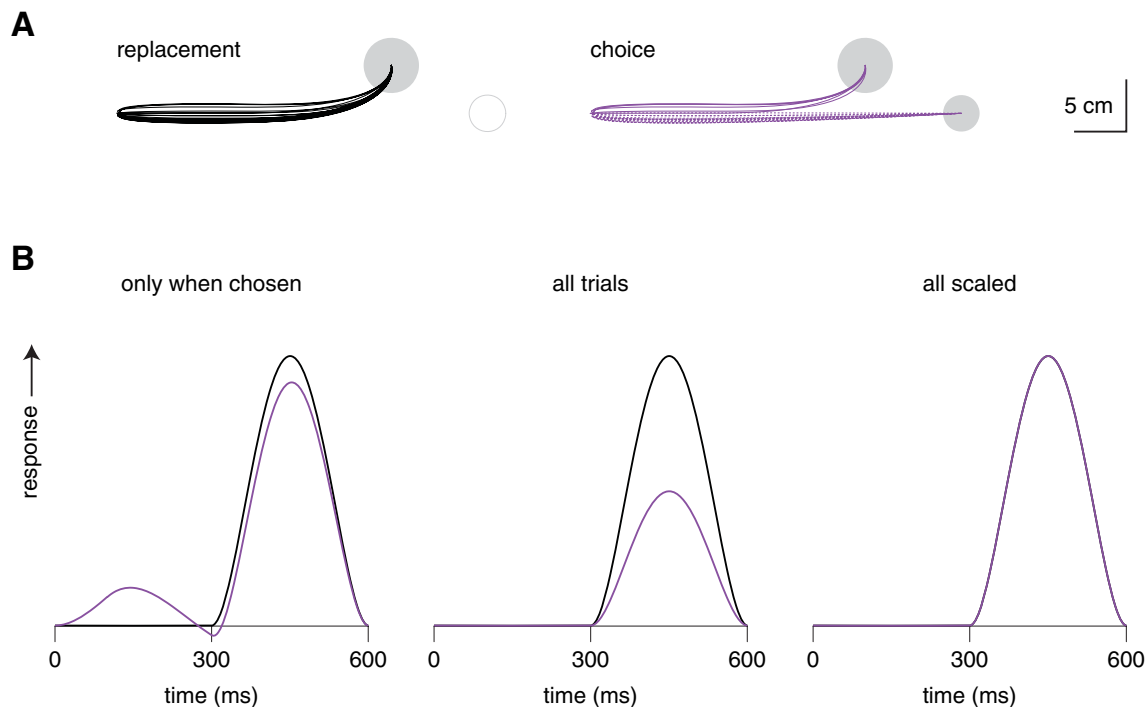 A
replacement
choice
5 cm
B
only when chosen
all trials
all scaled
response
0 300 600
0 300 600
0 300 600
time (ms)
time (ms)
time (ms)